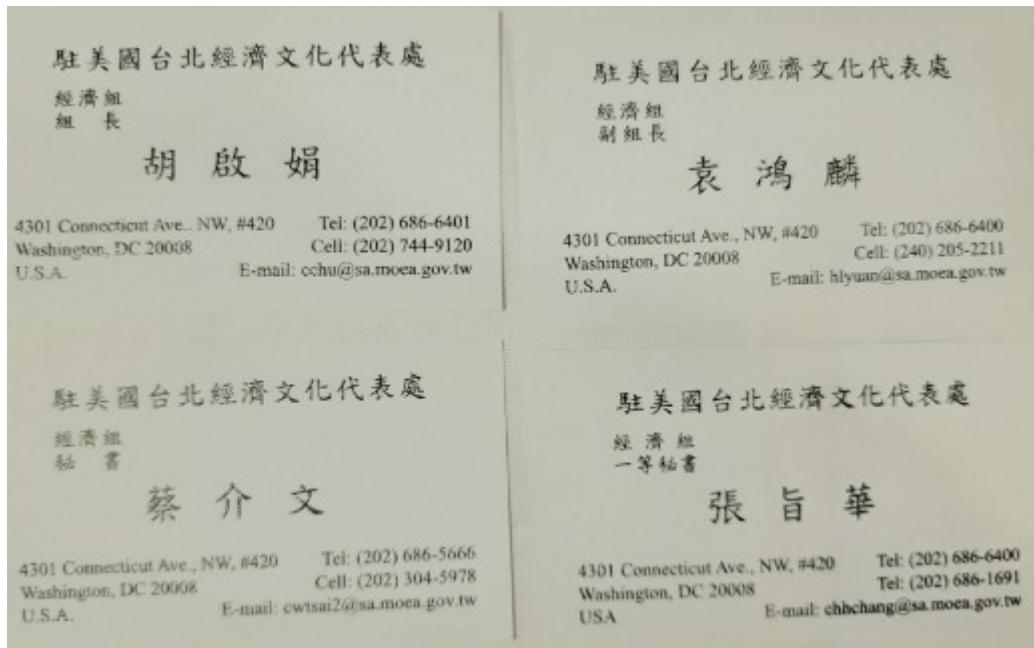 駐美國台北經濟文化代表處
經濟組
組 長
胡 啟 娟
4301 Connecticut Ave., NW, #420
Washington, DC 20008
U.S.A.
Tel: (202) 686-6401
Cell: (202) 744-9120
E-mail: cchu@sa.moea.gov.tw
駐美國台北經濟文化代表處
經濟組
副組長
袁 鴻 麟
4301 Connecticut Ave., NW, #420
Washington, DC 20008
U.S.A.
Tel: (202) 686-6400
Cell: (240) 205-2211
E-mail: hlyuan@sa.moea.gov.tw
駐美國台北經濟文化代表處
經濟組
秘 書
蔡 介 文
4301 Connecticut Ave., NW, #420
Washington, DC 20008
U.S.A.
Tel: (202) 686-5666
Cell: (202) 304-5978
E-mail: cwtsai2@sa.moea.gov.tw
駐美國台北經濟文化代表處
經 濟 組
一等秘書
張 旨 華
4301 Connecticut Ave., NW, #420
Washington, DC 20008
USA
Tel: (202) 686-6400
Tel: (202) 686-1691
E-mail: chhchang@sa.moea.gov.tw